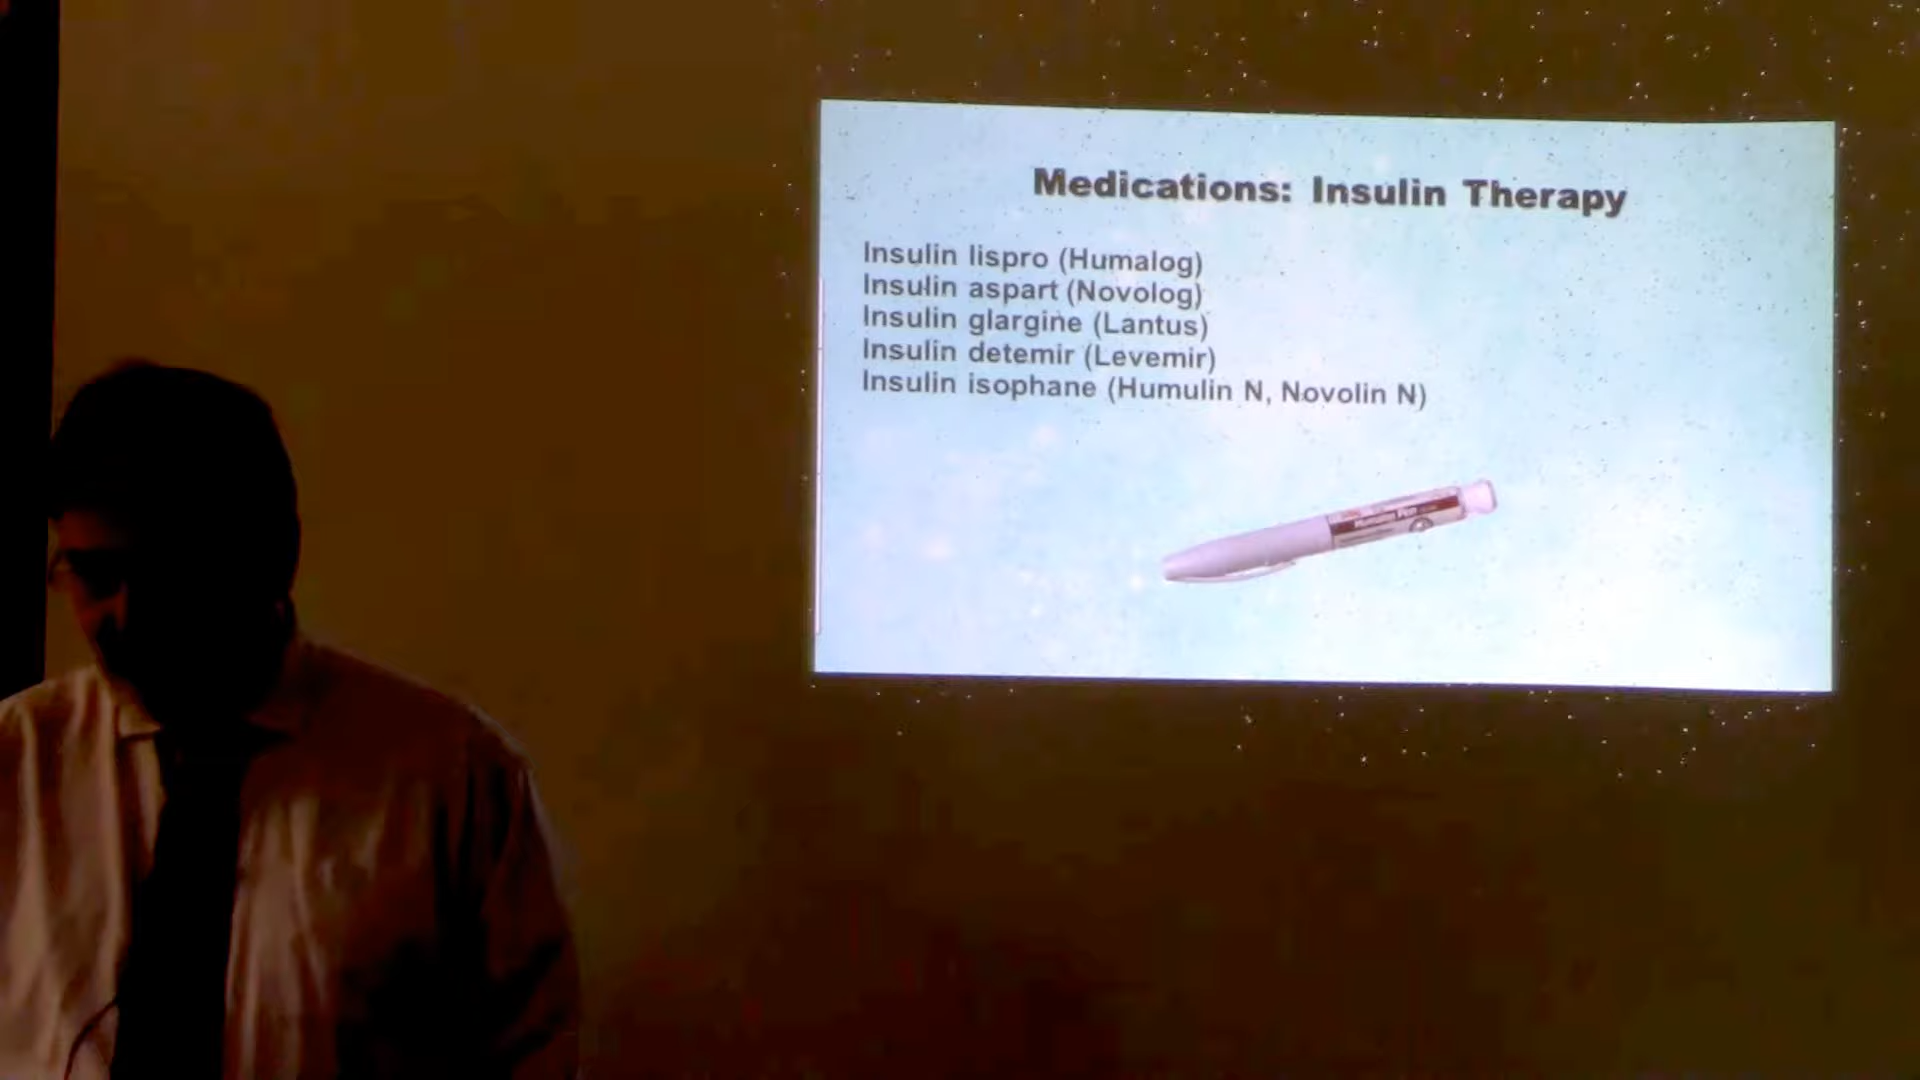 Medications: Insulin Therapy
Insulin lispro (Humalog)
Insulin aspart (Novolog)
Insulin glargine (Lantus)
Insulin detemir (Levemir)
Insulin isophane (Humulin N, Novolin N)
Pen